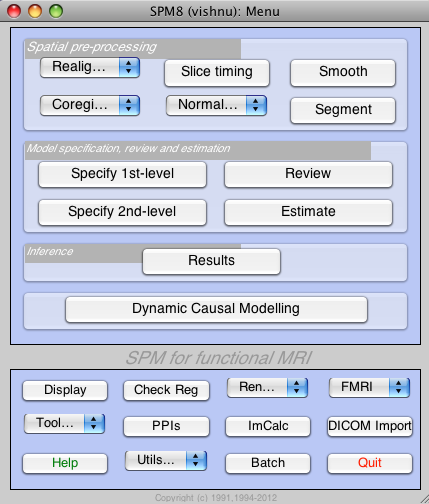 SPM8 (vishnu): Menu
Spatial pre-processing
Realig...
Slice timing
Smooth
Coregi...
Normal...
Segment
Model specification, review and estimation
Specify 1st-level
Review
Specify 2nd-level
Estimate
Inference
Results
Dynamic Causal Modelling
SPM for functional MRI
Display
Check Reg
Ren...
FMRI
Tool...
PPIs
ImCalc
DICOM Import
Help
Utils...
Batch
Quit
Copyright (c) 1991,1994-2012